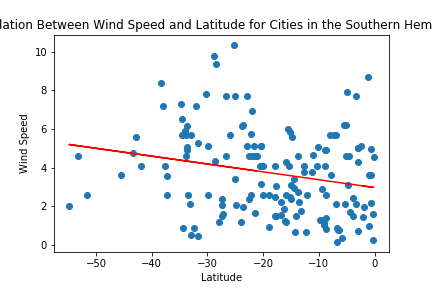 lation Between Wind Speed and Latitude for Cities in the Southern Hem
10
8
6
4
2
0
Wind Speed
−50 −40 −30 −20 −10 0
Latitude